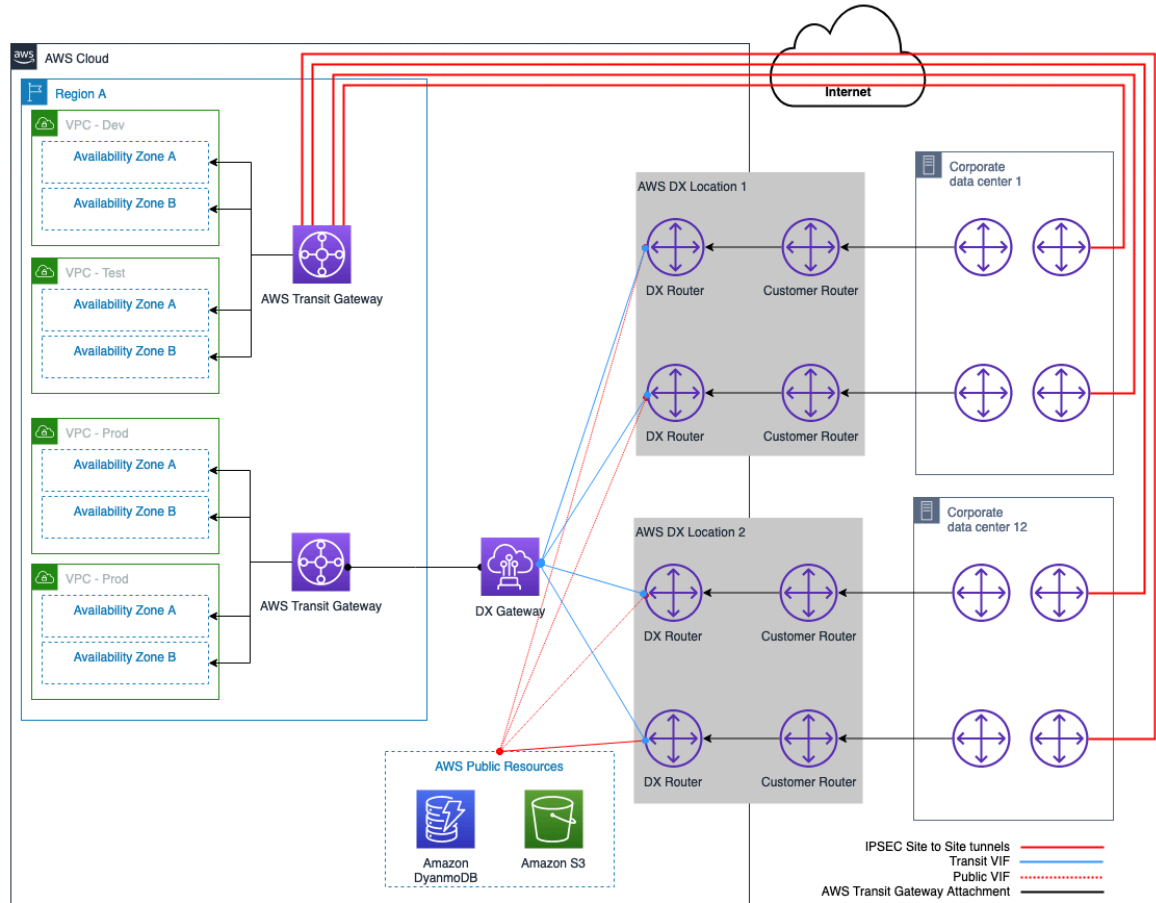 aws
AWS Cloud
Internet
Region A
VPC - Dev
Availability Zone A
Availability Zone B
AWS Transit Gateway
VPC - Test
Availability Zone A
Availability Zone B
VPC - Prod
Availability Zone A
Availability Zone B
AWS Transit Gateway
VPC - Prod
Availability Zone A
Availability Zone B
DX Gateway
AWS DX Location 1
DX Router
Customer Router
DX Router
Customer Router
Corporate
data center 1
AWS DX Location 2
DX Router
Customer Router
DX Router
Customer Router
Corporate
data center 12
AWS Public Resources
Amazon
DyanmoDB
Amazon S3
IPSEC Site to Site tunnels
Transit VIF
Public VIF
AWS Transit Gateway Attachment